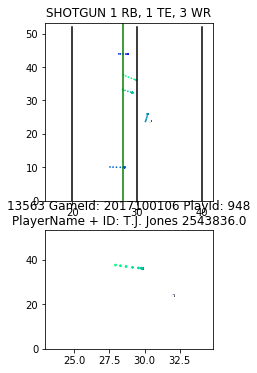 SHOTGUN 1 RB, 1 TE, 3 WR
50
40
30
20
10
0
20 30 40
13563 GameId: 2017100106 PlayId: 948
PlayerName + ID: T.J. Jones 2543836.0
40
20
0
25.0 27.5 30.0 32.5